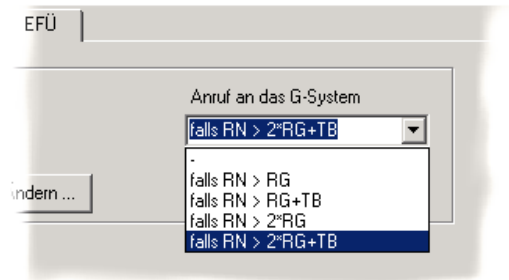 EFÜ
Anruf an das G-System
falls RN > 2*RG+TB
-
falls RN > RG
falls RN > RG+TB
falls RN > 2*RG
falls RN > 2*RG+TB